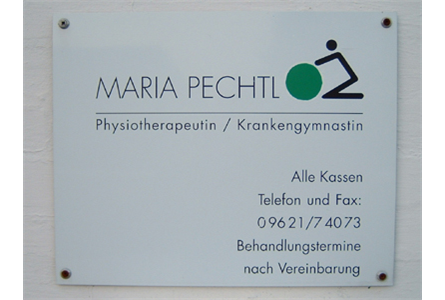 MARIA PECHTL
Physiotherapeutin / Krankengymnastin
Alle Kassen
Telefon und Fax:
09621/74073
Behandlungstermine
nach Vereinbarung